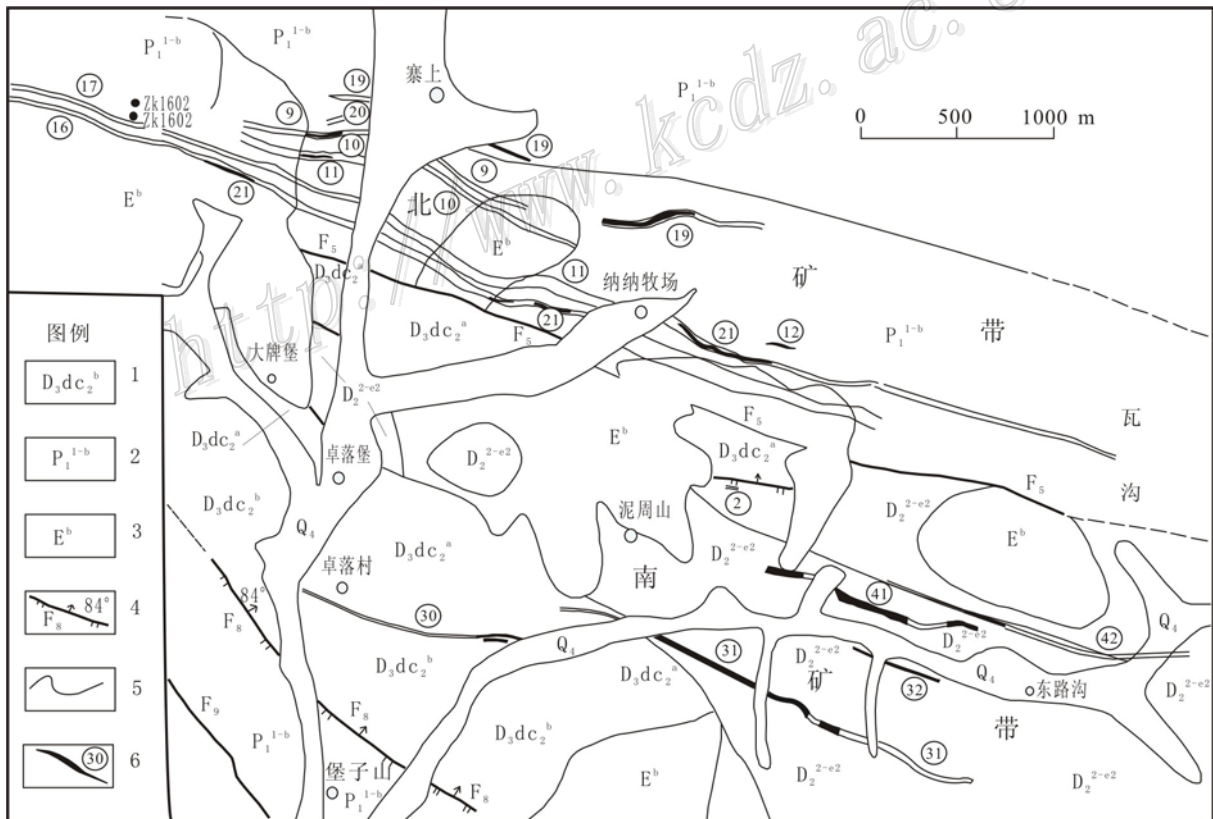 P₁¹⁻ᵇ
P₁¹⁻ᵇ
P₁¹⁻ᵇ
http://www.kcdz.ac.c
寨上
0 500 1000 m
⑰
⑯
Zk1602
Zk1602
⑨
⑲
⑳
⑩
⑪
㉑
Eᵇ
北
⑩
⑨
⑲
Eᵇ
⑪
⑲
矿
带
瓦
沟
F₅
D₃dc₂ᵃ
D₃dc₂ᵃ
F₅
㉑
纳纳牧场
㉑
⑫
P₁¹⁻ᵇ
大牌堡
D₂²⁻ᵉ²
D₃dc₂ᵃ
卓落堡
D₂²⁻ᵉ²
Eᵇ
F₅
D₃dc₂ᵃ
②
D₂²⁻ᵉ²
Eᵇ
F₅
D₃dc₂ᵇ
Q₄
泥周山
D₃dc₂ᵃ
D₂²⁻ᵉ²
南
卓落村
84°
F₈
㉚
㊶
㊷
Q₄
D₂²⁻ᵉ²
D₃dc₂ᵇ
Q₄
㉛
D₃dc₂ᵃ
D₂²⁻ᵉ²
矿
㉜
Q₄
东路沟
D₂²⁻ᵉ²
带
F₉
P₁¹⁻ᵇ
F₈
D₃dc₂ᵇ
㉛
堡子山
P₁¹⁻ᵇ
F₈
Eᵇ
D₂²⁻ᵉ²
D₂²⁻ᵉ²
图例
D₃dc₂ᵇ 1
P₁¹⁻ᵇ 2
Eᵇ 3
F₈ 84° 4
5
㉚ 6